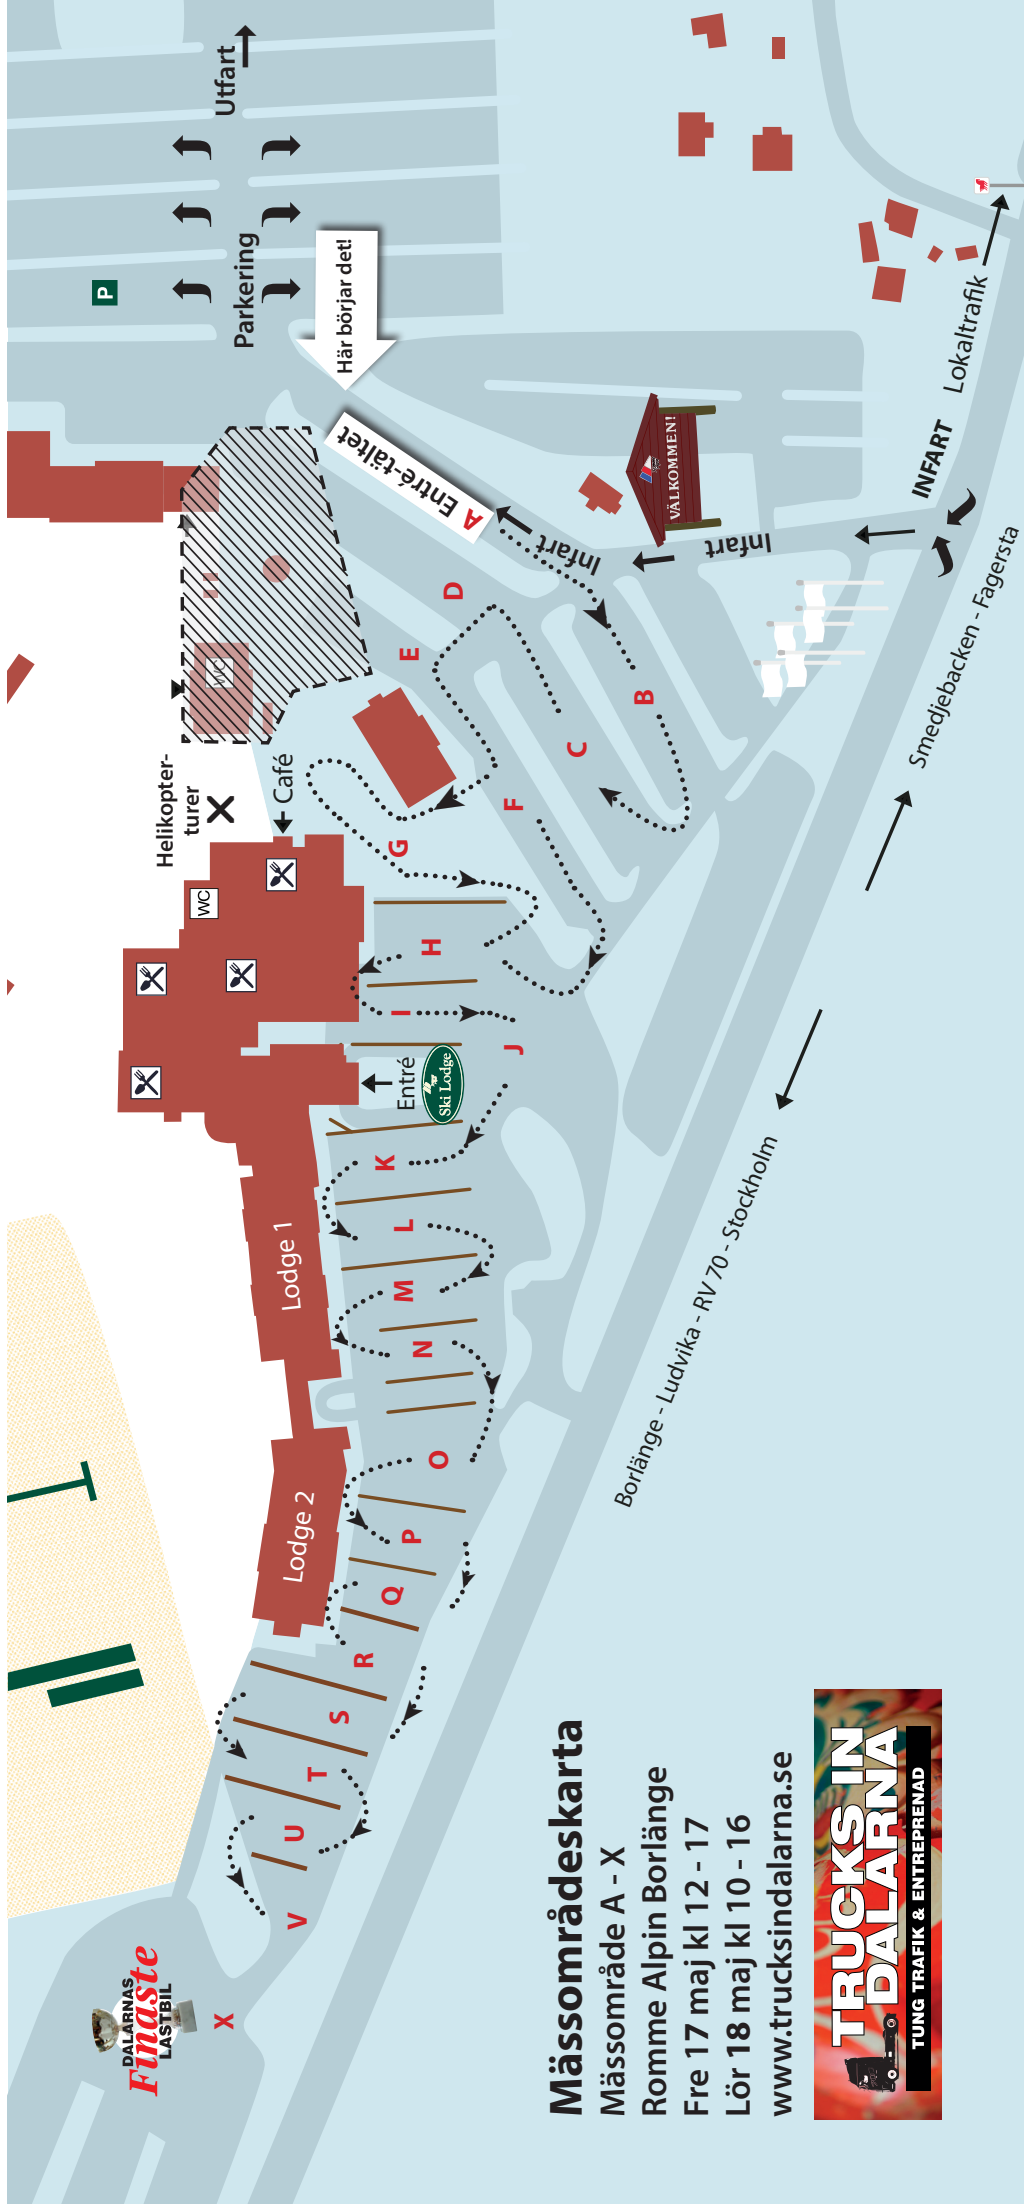 Mässområdeskarta
Mässområde A - X
Romme Alpin Borlänge
Fre 17 maj kl 12 - 17
Lör 18 maj kl 10 - 16
www.trucksindalarna.se
TRUCKS IN
DALARNA
TUNG TRAFIK & ENTREPRENAD
DALARNAS
Finaste
LASTBIL
X
V
U
T
S
R
Q
P
O
N
M
L
K
J
I
H
G
F
E
D
C
B
A Entré-tältet
Här börjar det!
Lodge 2
Lodge 1
Entré
Ski Lodge
WC
Café
Helikopter-
turer
WC
Parkering
P
Utfart
Infart
Infart
VÄLKOMMEN!
INFART
Lokaltrafik
Smedjebacken - Fagersta
Borlänge - Ludvika - RV 70 - Stockholm